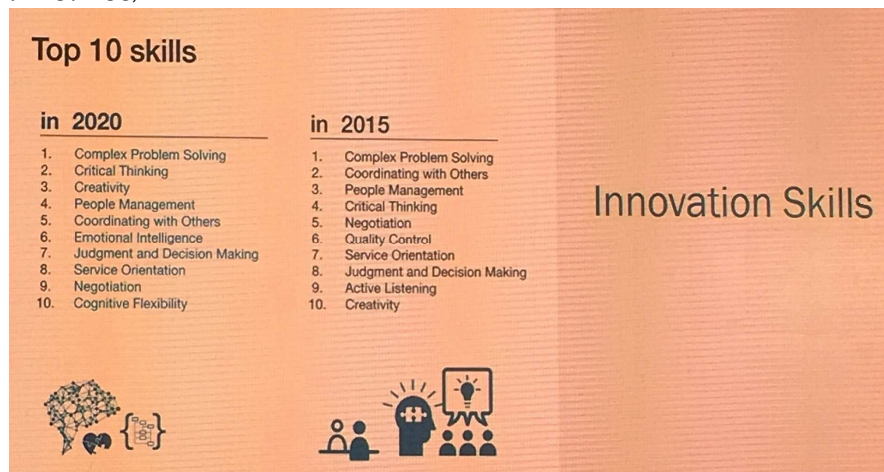 Top 10 skills
in 2020
1. Complex Problem Solving
2. Critical Thinking
3. Creativity
4. People Management
5. Coordinating with Others
6. Emotional Intelligence
7. Judgment and Decision Making
8. Service Orientation
9. Negotiation
10. Cognitive Flexibility
in 2015
1. Complex Problem Solving
2. Coordinating with Others
3. People Management
4. Critical Thinking
5. Negotiation
6. Quality Control
7. Service Orientation
8. Judgment and Decision Making
9. Active Listening
10. Creativity
Innovation Skills